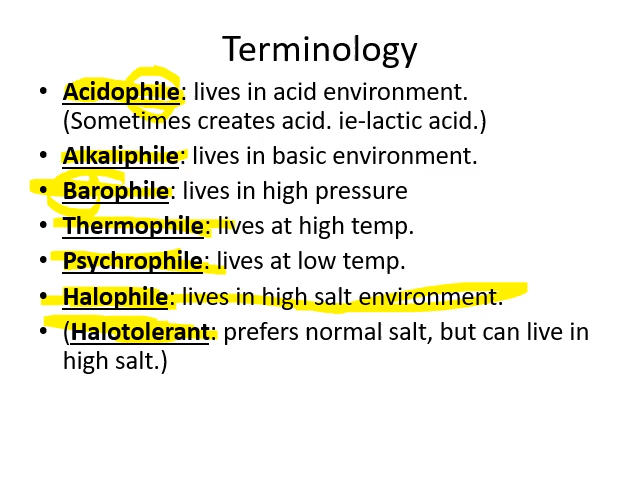 Terminology
• Acidophile: lives in acid environment.
(Sometimes creates acid. ie-lactic acid.)
• Alkaliphile: lives in basic environment.
• Barophile: lives in high pressure
• Thermophile: lives at high temp.
• Psychrophile: lives at low temp.
• Halophile: lives in high salt environment.
• (Halotolerant: prefers normal salt, but can live in
high salt.)